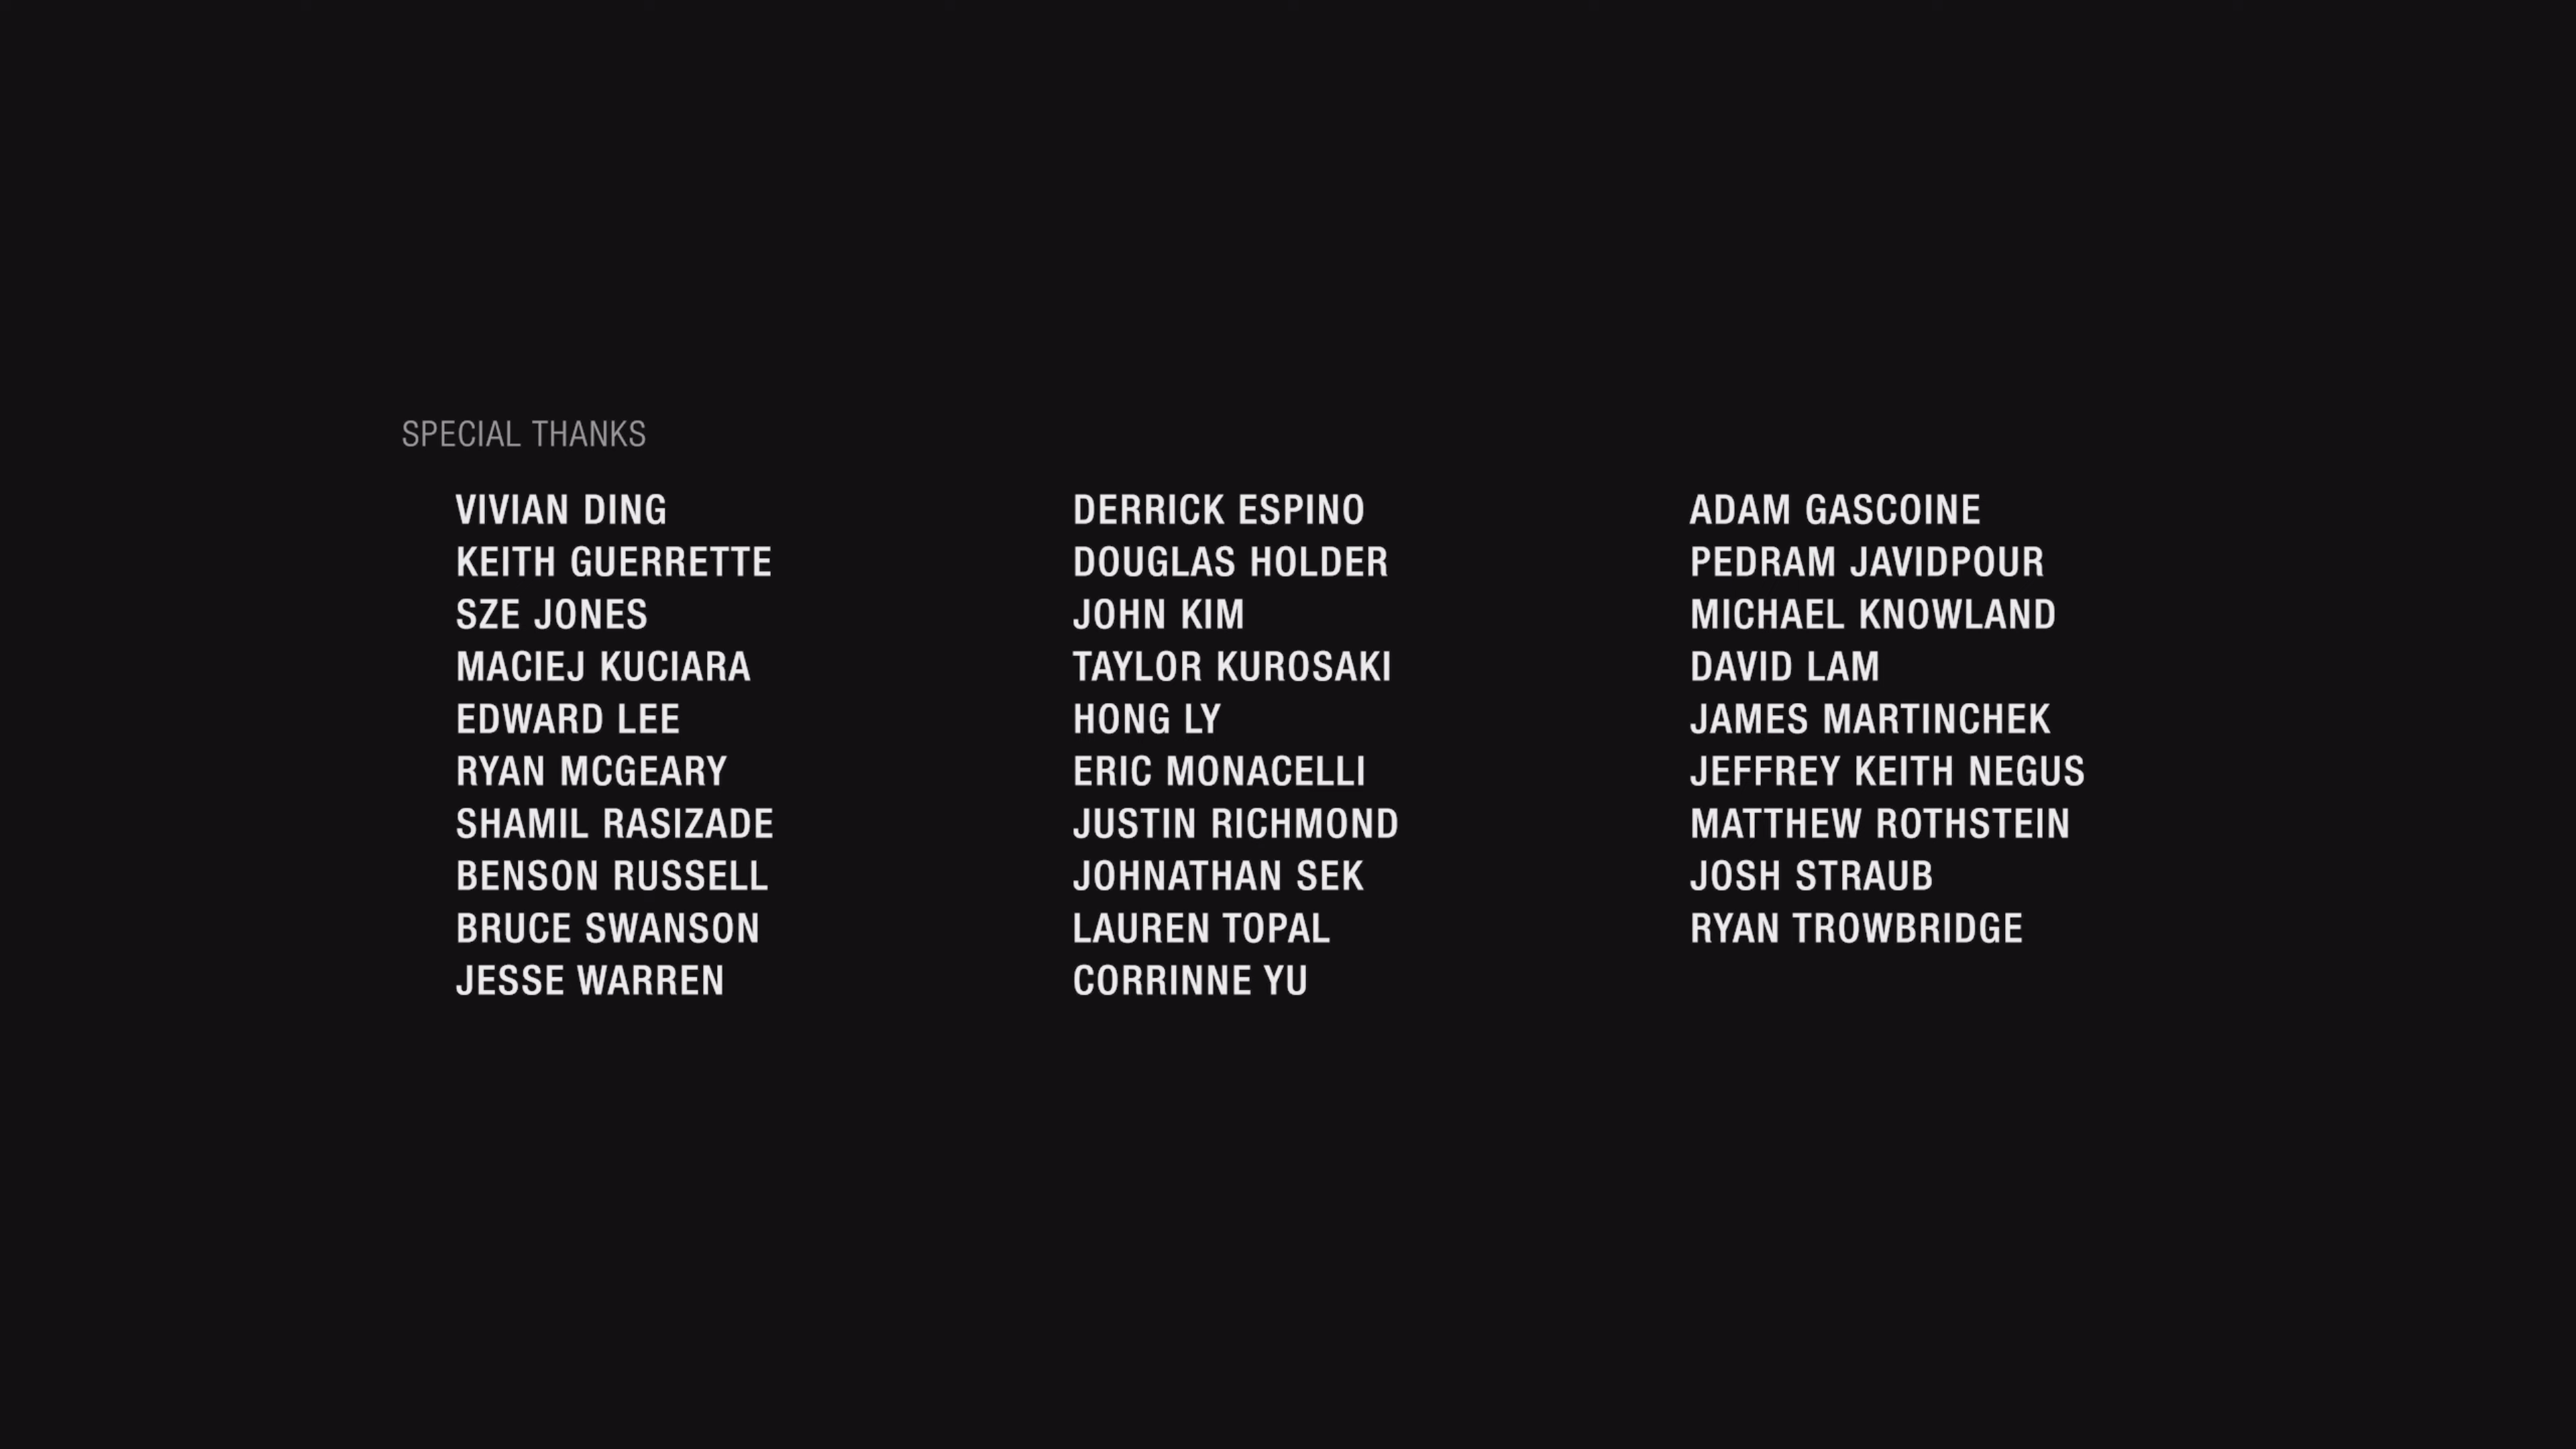 SPECIAL THANKS
VIVIAN DING
KEITH GUERRETTE
SZE JONES
MACIEJ KUCIARA
EDWARD LEE
RYAN MCGEARY
SHAMIL RASIZADE
BENSON RUSSELL
BRUCE SWANSON
JESSE WARREN
DERRICK ESPINO
DOUGLAS HOLDER
JOHN KIM
TAYLOR KUROSAKI
HONG LY
ERIC MONACELLI
JUSTIN RICHMOND
JOHNATHAN SEK
LAUREN TOPAL
CORRINNE YU
ADAM GASCOINE
PEDRAM JAVIDPOUR
MICHAEL KNOWLAND
DAVID LAM
JAMES MARTINCHEK
JEFFREY KEITH NEGUS
MATTHEW ROTHSTEIN
JOSH STRAUB
RYAN TROWBRIDGE